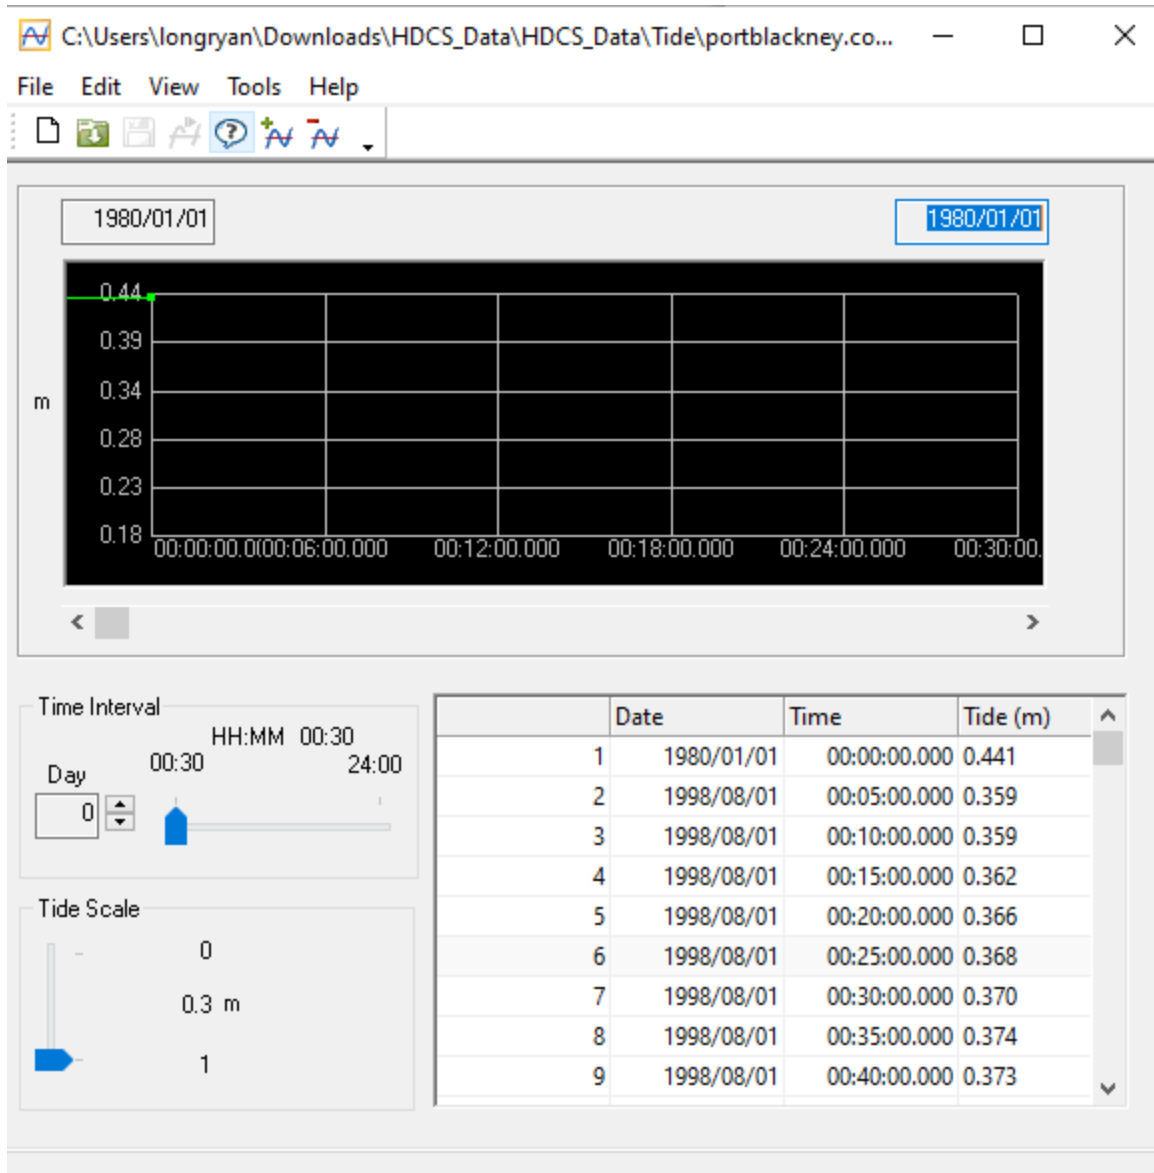 C:\Users\longryan\Downloads\HDCS_Data\HDCS_Data\Tide\portblackney.co...
File Edit View Tools Help
1980/01/01 1980/01/01
0.44
0.39
0.34
m
0.28
0.23
0.18
00:00:00.0(00:06:00.000 00:12:00.000 00:18:00.000 00:24:00.000 00:30:00.
Time Interval
HH:MM 00:30
Day 00:30 24:00
0
Tide Scale
0
0.3 m
1
Date Time Tide (m)
1 1980/01/01 00:00:00.000 0.441
2 1998/08/01 00:05:00.000 0.359
3 1998/08/01 00:10:00.000 0.359
4 1998/08/01 00:15:00.000 0.362
5 1998/08/01 00:20:00.000 0.366
6 1998/08/01 00:25:00.000 0.368
7 1998/08/01 00:30:00.000 0.370
8 1998/08/01 00:35:00.000 0.374
9 1998/08/01 00:40:00.000 0.373